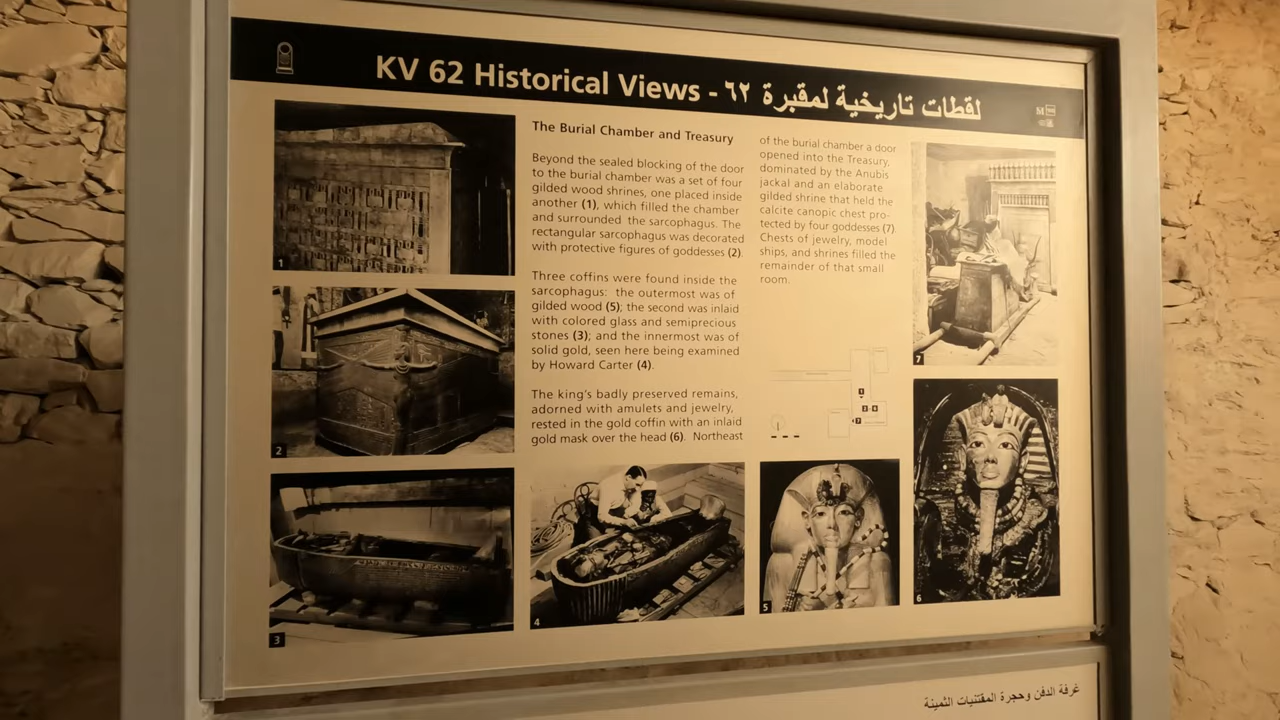 KV 62 Historical Views - لقطات تاريخية لمقبرة ٦٢
The Burial Chamber and Treasury
Beyond the sealed blocking of the door
to the burial chamber was a set of four
gilded wood shrines, one placed inside
another (1), which filled the chamber
and surrounded the sarcophagus. The
rectangular sarcophagus was decorated
with protective figures of goddesses (2).
Three coffins were found inside the
sarcophagus: the outermost was of
gilded wood (5); the second was inlaid
with colored glass and semiprecious
stones (3); and the innermost was of
solid gold, seen here being examined
by Howard Carter (4).
The king's badly preserved remains,
adorned with amulets and jewelry,
rested in the gold coffin with an inlaid
gold mask over the head (6). Northeast
of the burial chamber a door
opened into the Treasury,
dominated by the Anubis
jackal and an elaborate
gilded shrine that held the
calcite canopic chest pro-
tected by four goddesses (7).
Chests of jewelry, model
ships, and shrines filled the
remainder of that small
room.
1
2
3
4
5
6
7
غرفة الدفن وحجرة المقتنيات الثمينة